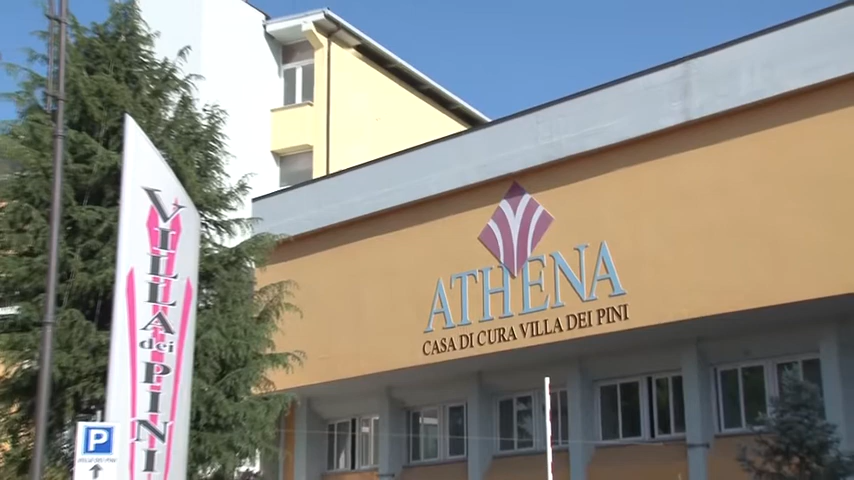 ATHENA
CASA DI CURA VILLA DEI PINI
VILLA
dei
PINI
P